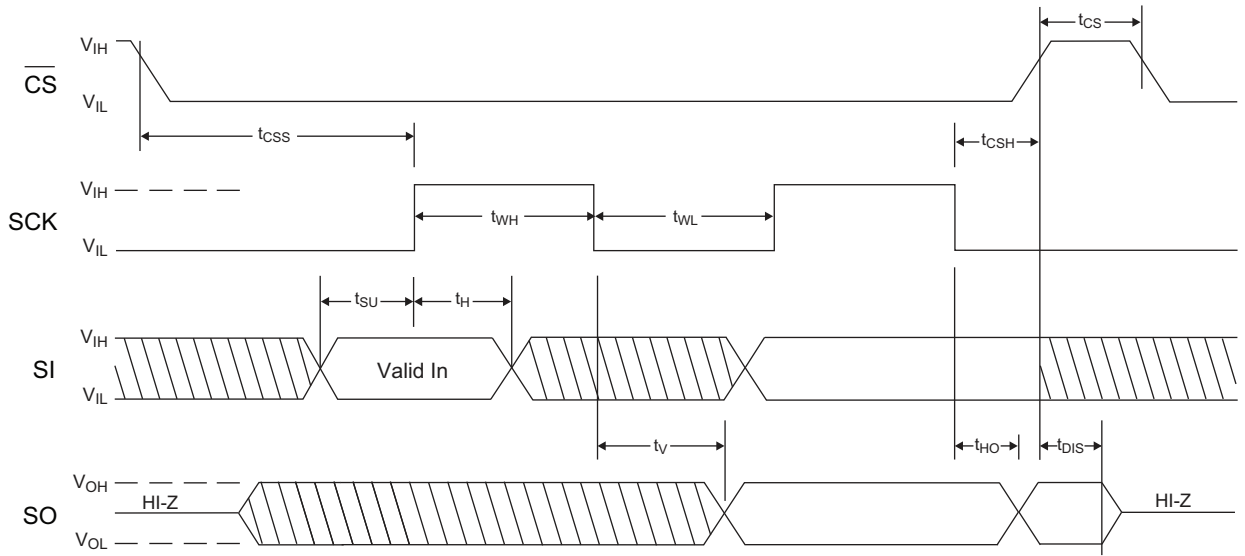 tCS
VIH
CS
VIL
tCSS
tCSH
VIH
SCK
tWH
tWL
VIL
tSU
tH
VIH
SI
Valid In
VIL
tV
tHO
tDIS
VOH
SO
HI-Z
HI-Z
VOL